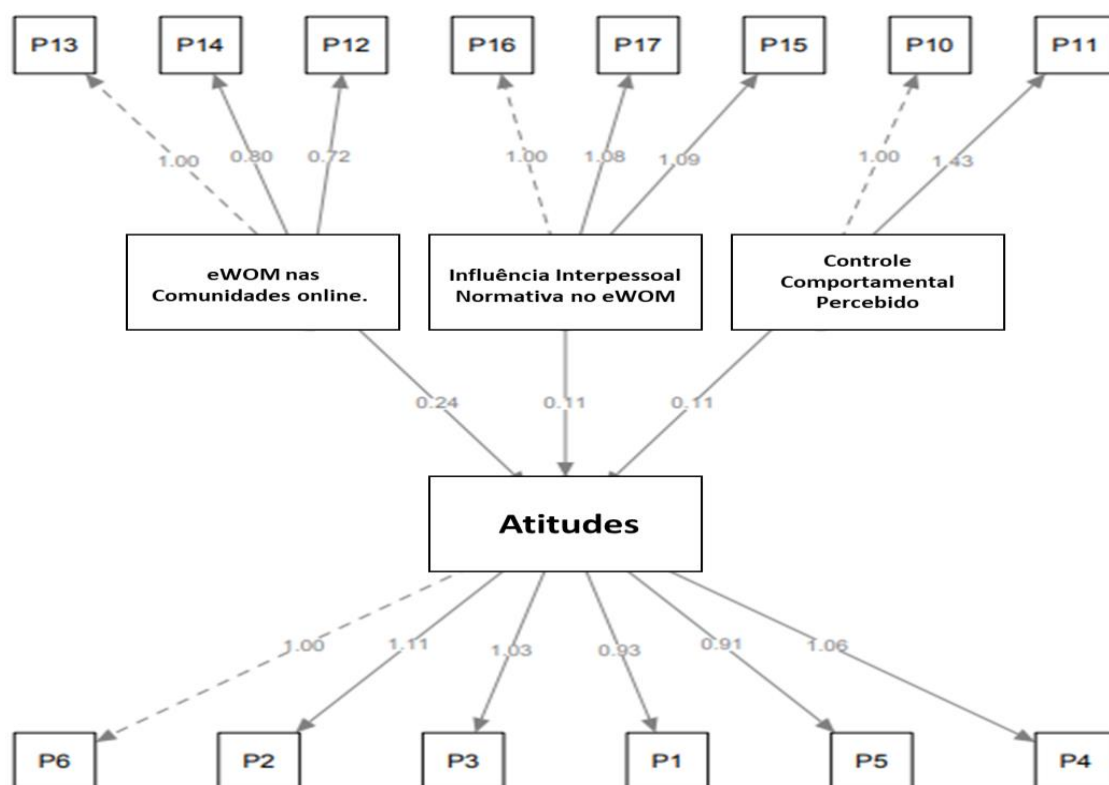 P13
P14
P12
P16
P17
P15
P10
P11
1.00
0.80
0.72
1.00
1.08
1.09
1.00
1.43
eWOM nas
Comunidades online.
Influência Interpessoal
Normativa no eWOM
Controle
Comportamental
Percebido
0.24
0.11
0.11
Atitudes
1.00
1.11
1.03
0.93
0.91
1.06
P6
P2
P3
P1
P5
P4